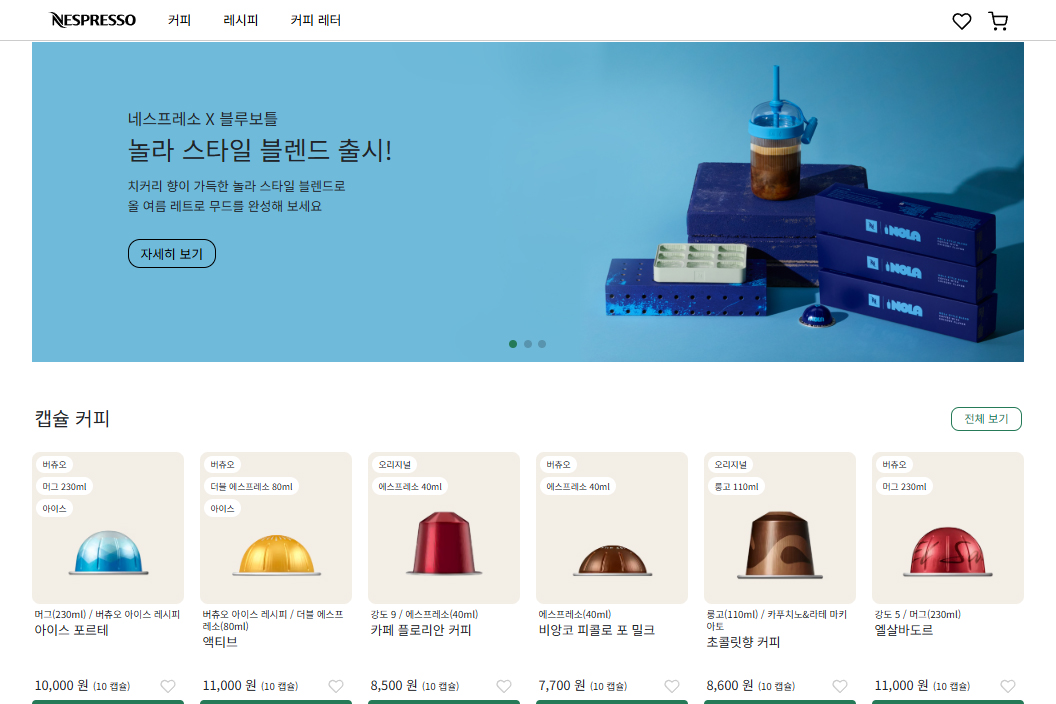 NESPRESSO 커피 레시피 커피 레터
네스프레소 X 블루보틀
놀라 스타일 블렌드 출시!
치커리 향이 가득한 놀라 스타일 블렌드로
올 여름 레트로 무드를 완성해 보세요
자세히 보기
N NOLA
N NOLA
N NOLA
캡슐 커피
전체 보기
버츄오
머그 230ml
아이스
머그(230ml) / 버츄오 아이스 레시피
아이스 포르테
10,000 원 (10 캡슐)
버츄오
더블 에스프레소 80ml
아이스
버츄오 아이스 레시피 / 더블 에스프
레소(80ml)
액티브
11,000 원 (10 캡슐)
오리지널
에스프레소 40ml
강도 9 / 에스프레소(40ml)
카페 플로리안 커피
8,500 원 (10 캡슐)
버츄오
에스프레소 40ml
에스프레소(40ml)
비앙코 피콜로 포 밀크
7,700 원 (10 캡슐)
오리지널
룽고 110ml
룽고(110ml) / 카푸치노&라떼 마키
아토
초콜릿향 커피
8,600 원 (10 캡슐)
버츄오
머그 230ml
강도 5 / 머그(230ml)
엘살바도르
11,000 원 (10 캡슐)